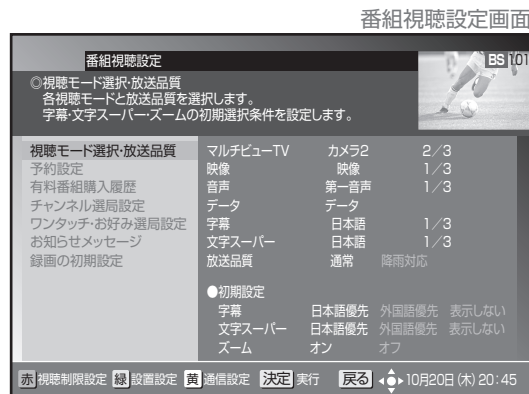 番組視聴設定画面
番組視聴設定
BS 101
◎視聴モード選択・放送品質
各視聴モードと放送品質を選択します。
字幕・文字スーパー・ズームの初期選択条件を設定します。
視聴モード選択・放送品質
予約設定
有料番組購入履歴
チャンネル選局設定
ワンタッチ・お好み選局設定
お知らせメッセージ
録画の初期設定
マルチビューTV カメラ2 2/3
映像 映像 1/3
音声 第一音声 1/3
データ データ
字幕 日本語 1/3
文字スーパー 日本語 1/3
放送品質 通常 降雨対応
●初期設定
字幕 日本語優先 外国語優先 表示しない
文字スーパー 日本語優先 外国語優先 表示しない
ズーム オン オフ
赤 視聴制限設定 緑 設置設定 黄 通信設定 決定 実行 戻る 10月20日(木)20:45